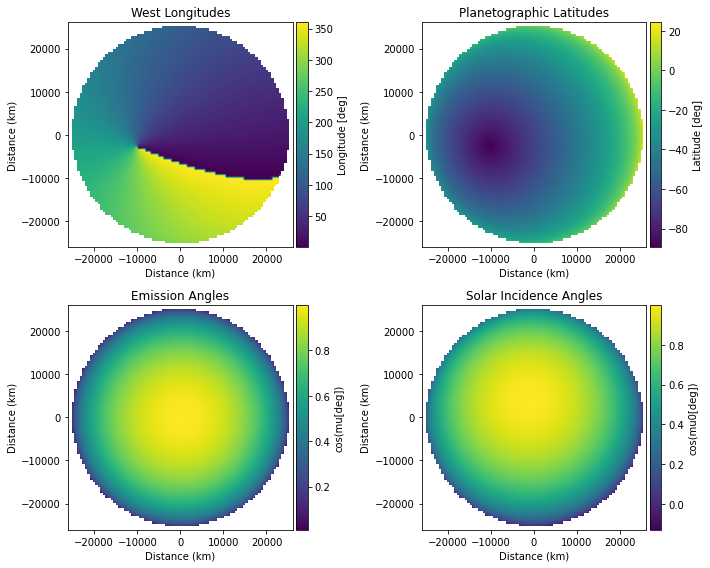 West Longitudes
Planetographic Latitudes
20000
10000
0
−10000
−20000
Distance (km)
−20000 −10000 0 10000 20000
Distance (km)
350
300
250
200
150
100
50
Longitude [deg]
20000
10000
0
−10000
−20000
Distance (km)
−20000 −10000 0 10000 20000
Distance (km)
20
0
−20
−40
−60
−80
Latitude [deg]
Emission Angles
Solar Incidence Angles
20000
10000
0
−10000
−20000
Distance (km)
−20000 −10000 0 10000 20000
Distance (km)
0.8
0.6
0.4
0.2
cos(mu[deg])
20000
10000
0
−10000
−20000
Distance (km)
−20000 −10000 0 10000 20000
Distance (km)
0.8
0.6
0.4
0.2
0.0
cos(mu0[deg])